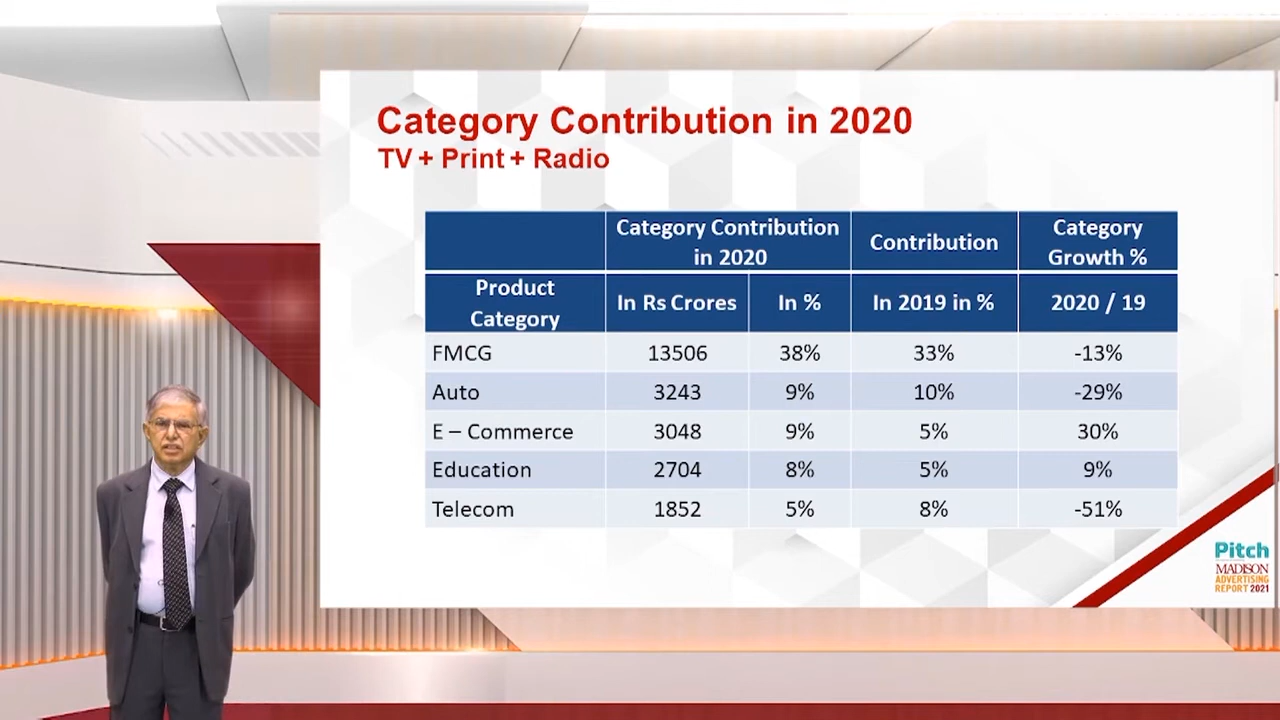 Category Contribution in 2020
TV + Print + Radio
Category Contribution in 2020 Contribution Category Growth %
Product Category In Rs Crores In % In 2019 in % 2020 / 19
FMCG 13506 38% 33% -13%
Auto 3243 9% 10% -29%
E – Commerce 3048 9% 5% 30%
Education 2704 8% 5% 9%
Telecom 1852 5% 8% -51%
Pitch
MADISON
ADVERTISING
REPORT 2021